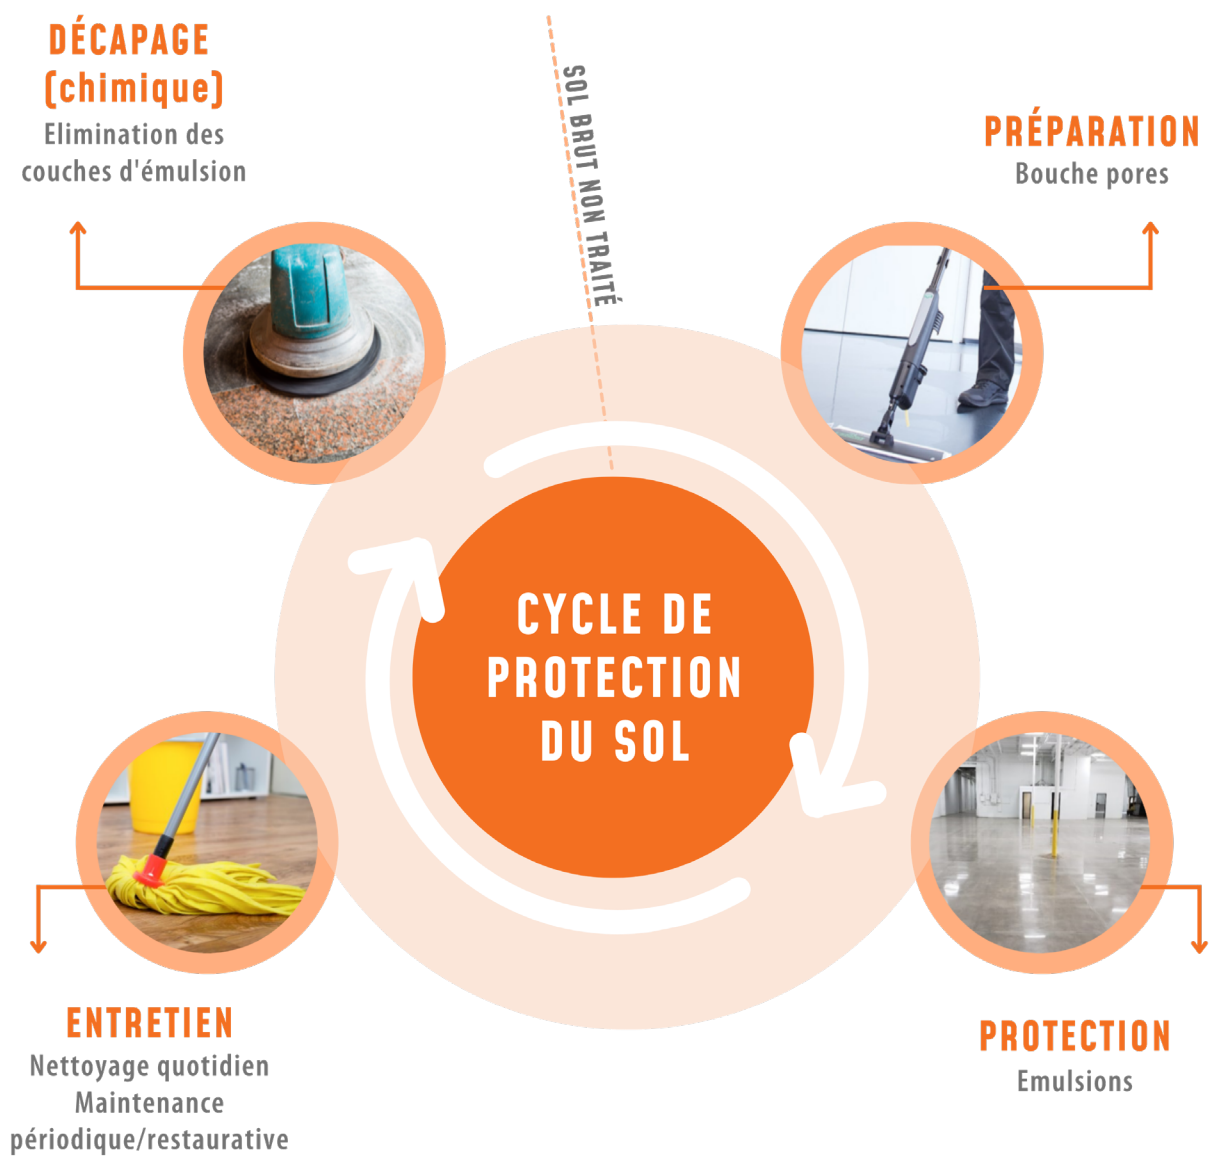 DÉCAPAGE
(chimique)
Elimination des
couches d'émulsion
SOL BRUT NON TRAITÉ
PRÉPARATION
Bouche pores
CYCLE DE
PROTECTION
DU SOL
ENTRETIEN
Nettoyage quotidien
Maintenance
périodique/restaurative
PROTECTION
Emulsions